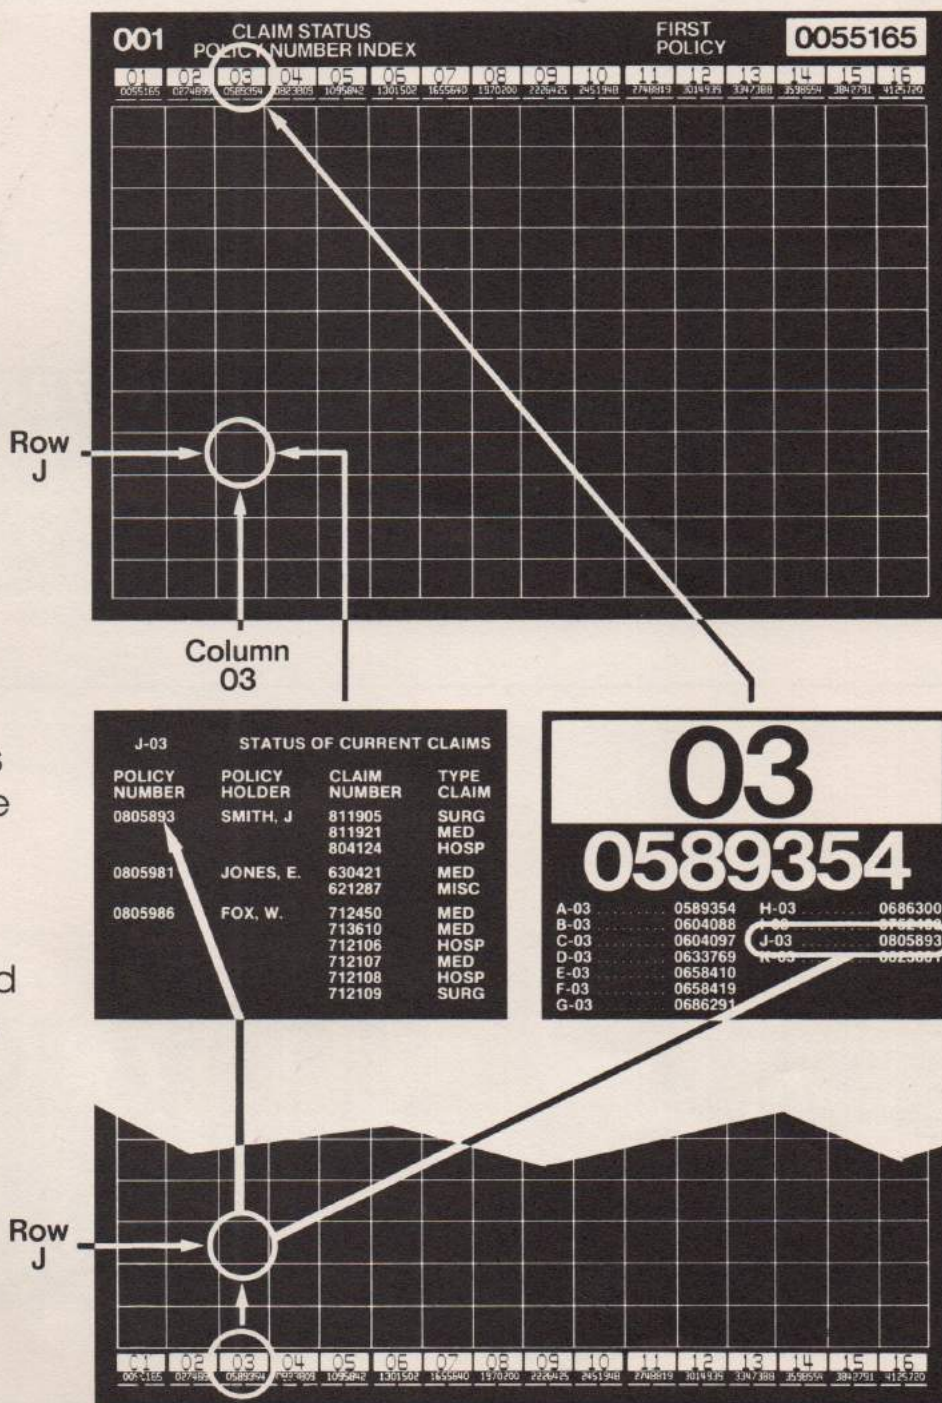 001 CLAIM STATUS FIRST 0055165
POLICY NUMBER INDEX POLICY
01 02 03 04 05 06 07 08 09 10 11 12 13 14 15 16
0055165 0274899 0589354 0823809 1095842 1301502 1655640 1970200 2226425 2451948 2748819 3014939 3347388 3598554 3842791 4125720
Row
J
Column
03
J-03 STATUS OF CURRENT CLAIMS
POLICY POLICY CLAIM TYPE
NUMBER HOLDER NUMBER CLAIM
0805893 SMITH, J 811905 SURG
811921 MED
804124 HOSP
0805981 JONES, E. 630421 MED
621287 MISC
0805986 FOX, W. 712450 MED
713610 MED
712106 HOSP
712107 MED
712108 HOSP
712109 SURG
03
0589354
A-03 ........ 0589354 H-03 ........ 0686300
B-03 ........ 0604088
C-03 ........ 0604097 J-03 ........ 0805893
D-03 ........ 0633769 K-03
E-03 ........ 0658410
F-03 ........ 0658419
G-03 ........ 0686291
Row
J
01 02 03 04 05 06 07 08 09 10 11 12 13 14 15 16
0055165 0589354 1095842 1301502 1655640 1970200 2226425 2451948 2748819 3014939 3347388 3598554 3842791 4125720